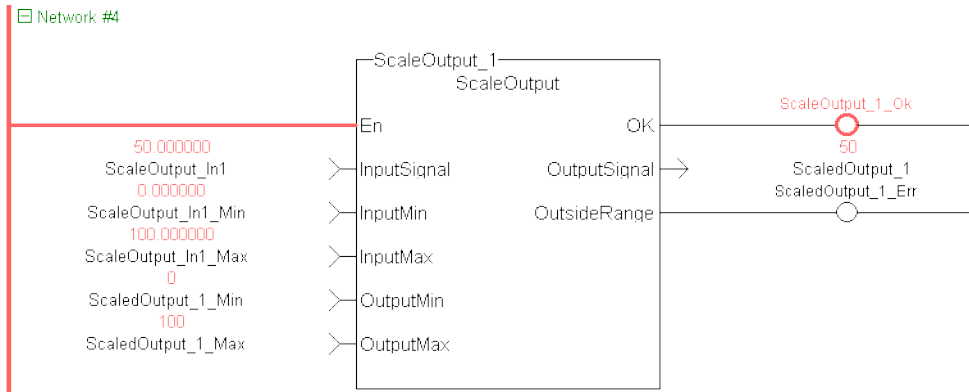 Network #4
ScaleOutput_1
ScaleOutput
ScaleOutput_1_Ok
En
OK
50.000000
50
ScaleOutput_In1
InputSignal
OutputSignal
ScaledOutput_1
0.000000
ScaledOutput_1_Err
ScaleOutput_In1_Min
InputMin
OutsideRange
100.000000
ScaleOutput_In1_Max
InputMax
0
ScaledOutput_1_Min
OutputMin
100
ScaledOutput_1_Max
OutputMax